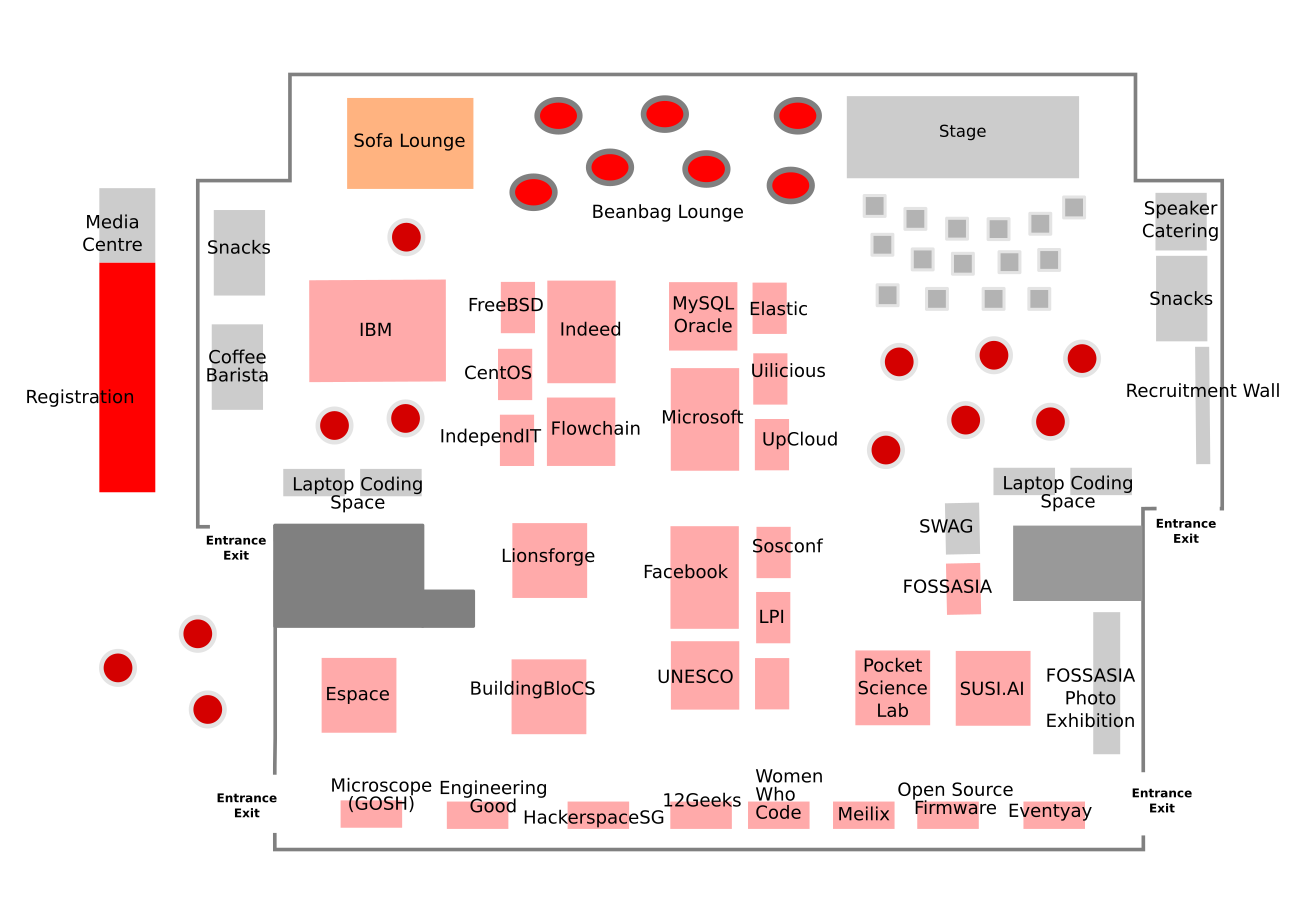 Sofa Lounge
Stage
Beanbag Lounge
Media
Centre
Snacks
Speaker
Catering
Snacks
FreeBSD
IBM
Indeed
MySQL
Oracle
Elastic
Coffee
Barista
CentOS
Uilicious
Registration
Recruitment Wall
IndependIT
Flowchain
Microsoft
UpCloud
Laptop Coding
Space
Laptop Coding
Space
Entrance
Exit
Entrance
Exit
Lionsforge
Facebook
Sosconf
SWAG
FOSSASIA
LPI
Espace
BuildingBloCS
UNESCO
Pocket
Science
Lab
SUSI.AI
FOSSASIA
Photo
Exhibition
Entrance
Exit
Microscope
(GOSH)
Engineering
Good
HackerspaceSG
12Geeks
Women
Who
Code
Meilix
Open Source
Firmware
Eventyay
Entrance
Exit